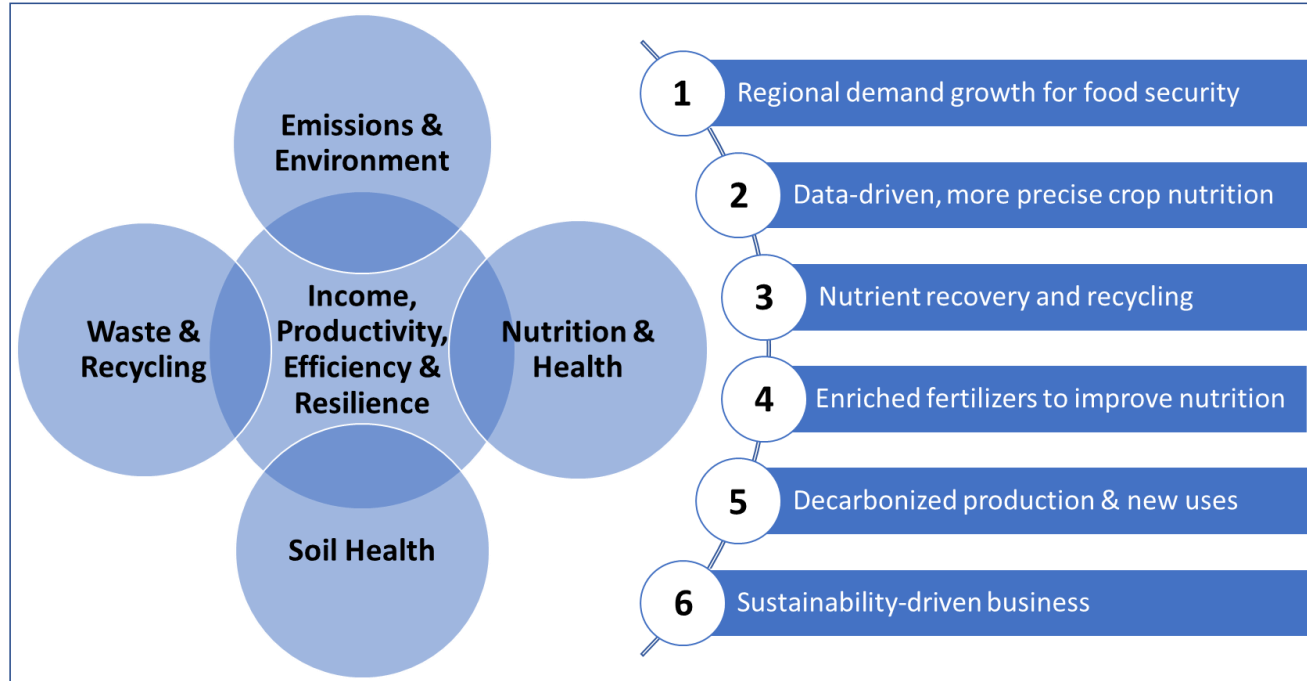 Emissions &
Environment
Waste &
Recycling
Income,
Productivity,
Efficiency &
Resilience
Nutrition &
Health
Soil Health
1 Regional demand growth for food security
2 Data-driven, more precise crop nutrition
3 Nutrient recovery and recycling
4 Enriched fertilizers to improve nutrition
5 Decarbonized production & new uses
6 Sustainability-driven business